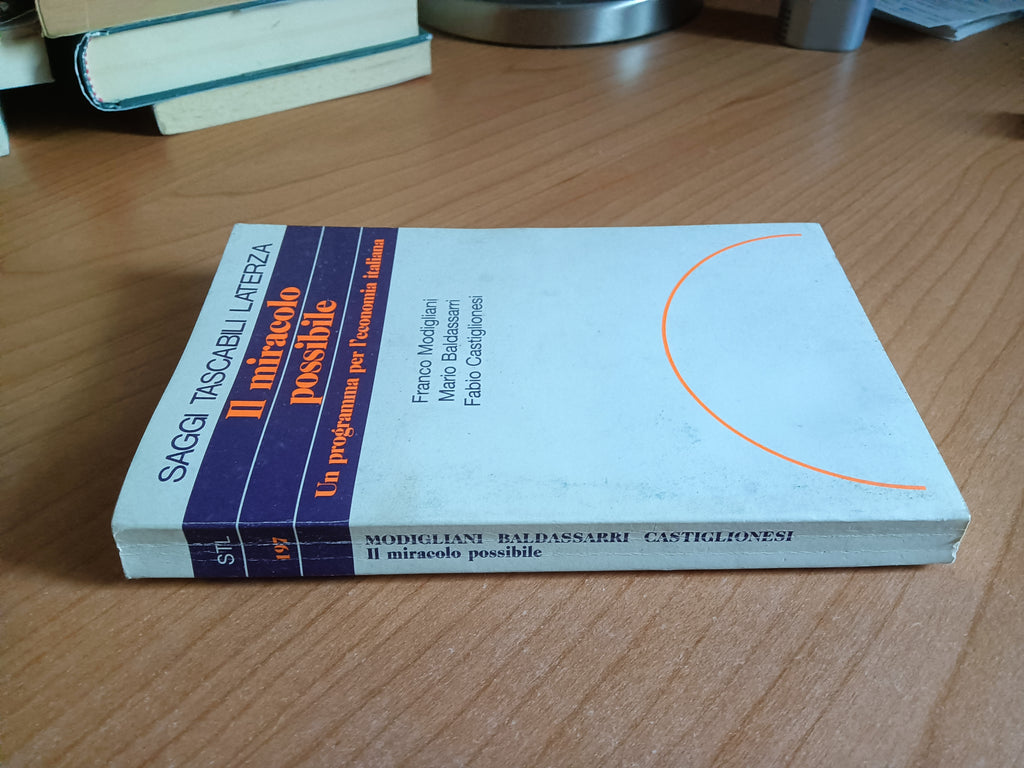 SAGGI TASCABILI LATERZA
Il miracolo
possibile
Un programma per l'economia italiana
Franco Modigliani
Mario Baldassarri
Fabio Castiglionesi
STL
197
MODIGLIANI BALDASSARRI CASTIGLIONESI
Il miracolo possibile